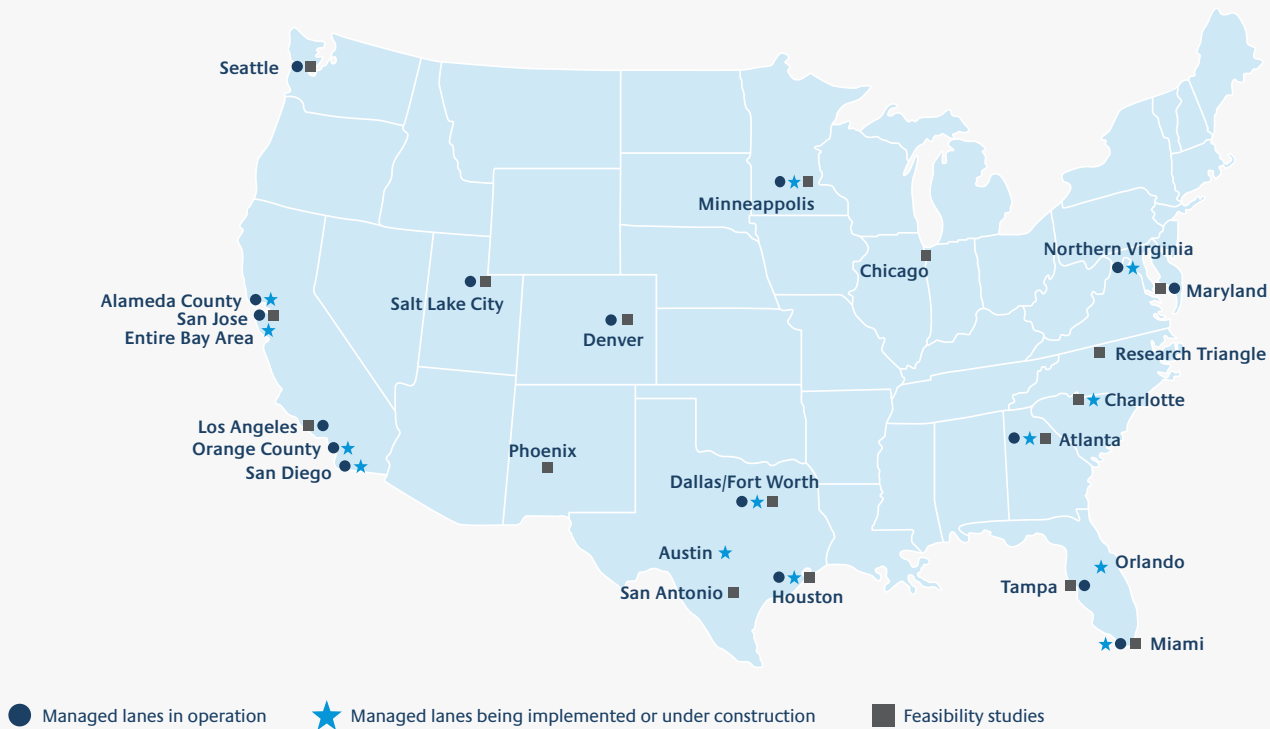 Seattle
Minneappolis
Northern Virginia
Chicago
Maryland
Alameda County
Salt Lake City
San Jose
Entire Bay Area
Denver
Research Triangle
Charlotte
Los Angeles
Atlanta
Orange County
Phoenix
San Diego
Dallas/Fort Worth
Austin
Orlando
Tampa
San Antonio
Houston
Miami
Managed lanes in operation
Managed lanes being implemented or under construction
Feasibility studies